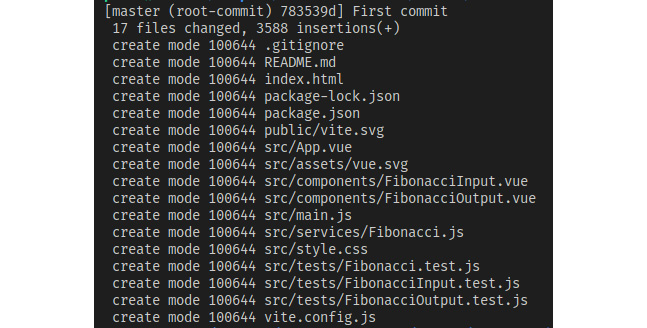 [master (root-commit) 783539d] First commit
17 files changed, 3588 insertions(+)
create mode 100644 .gitignore
create mode 100644 README.md
create mode 100644 index.html
create mode 100644 package-lock.json
create mode 100644 package.json
create mode 100644 public/vite.svg
create mode 100644 src/App.vue
create mode 100644 src/assets/vue.svg
create mode 100644 src/components/FibonacciInput.vue
create mode 100644 src/components/FibonacciOutput.vue
create mode 100644 src/main.js
create mode 100644 src/services/Fibonacci.js
create mode 100644 src/style.css
create mode 100644 src/tests/Fibonacci.test.js
create mode 100644 src/tests/FibonacciInput.test.js
create mode 100644 src/tests/FibonacciOutput.test.js
create mode 100644 vite.config.js